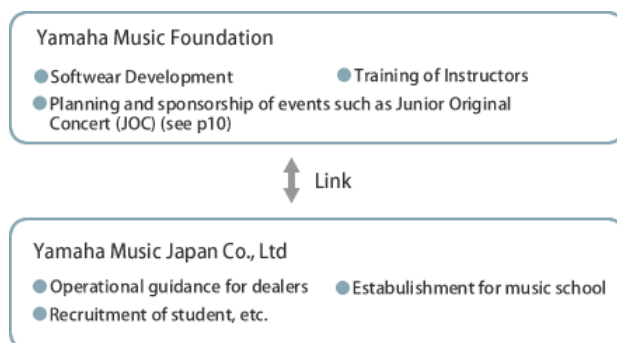 Yamaha Music Foundation
Softwear Development
Training of Instructors
Planning and sponsorship of events such as Junior Original
Concert (JOC) (see p10)
Link
Yamaha Music Japan Co., Ltd
Operational guidance for dealers
Estabulishment for music school
Recruitment of student, etc.